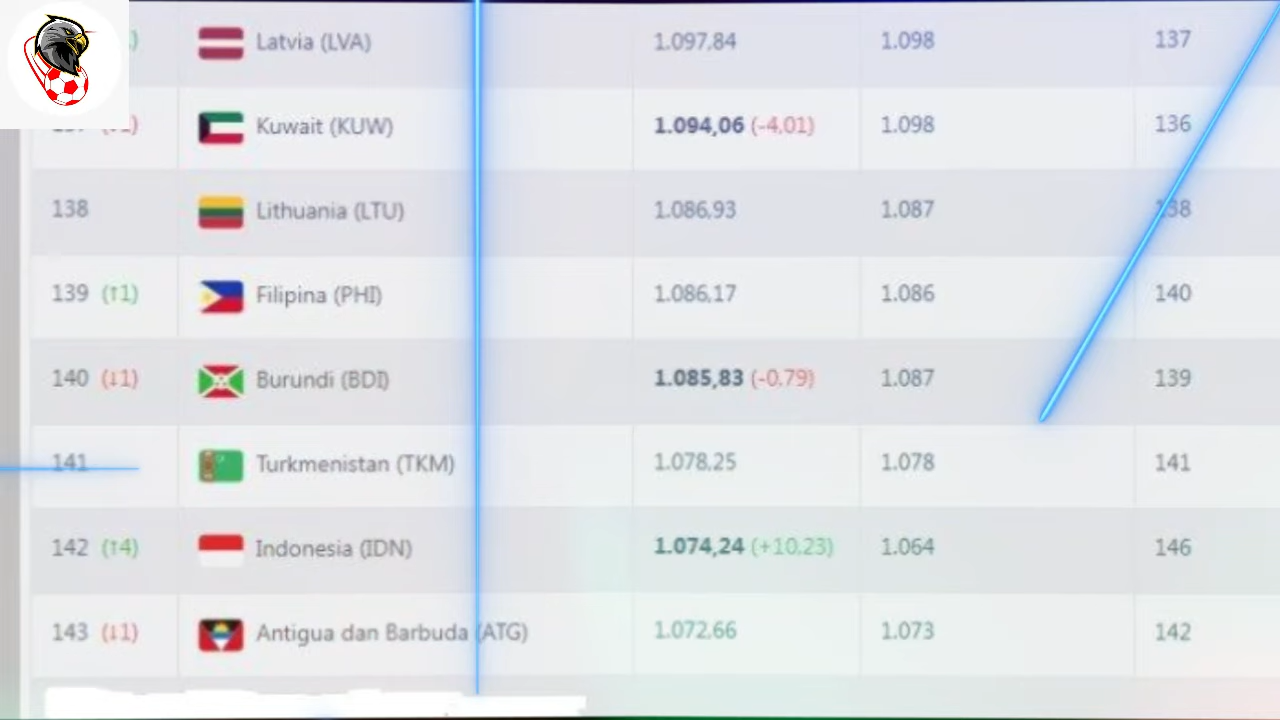 Latvia (LVA) 1.097,84 1.098 137
Kuwait (KUW) 1.094,06 (-4,01) 1.098 136
138 Lithuania (LTU) 1.086,93 1.087 138
139 (↑1) Filipina (PHI) 1.086,17 1.086 140
140 (↓1) Burundi (BDI) 1.085,83 (-0,79) 1.087 139
141 Turkmenistan (TKM) 1.078,25 1.078 141
142 (↑4) Indonesia (IDN) 1.074,24 (+10,23) 1.064 146
143 (↓1) Antigua dan Barbuda (ATG) 1.072,66 1.073 142